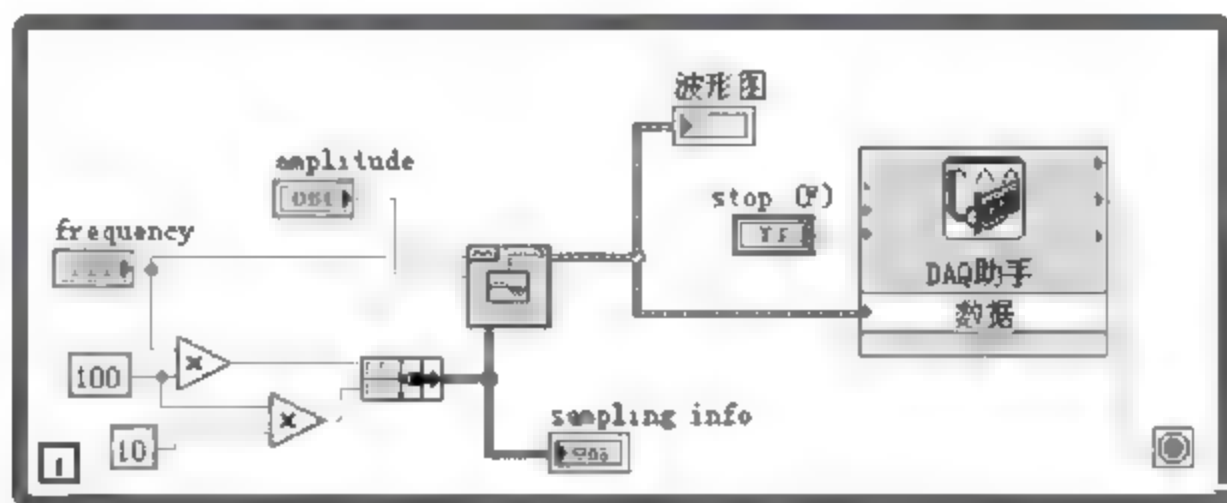 波形图
amplitude
stop (F)
frequency
DAQ助手
数据
100
sampling info
10
i